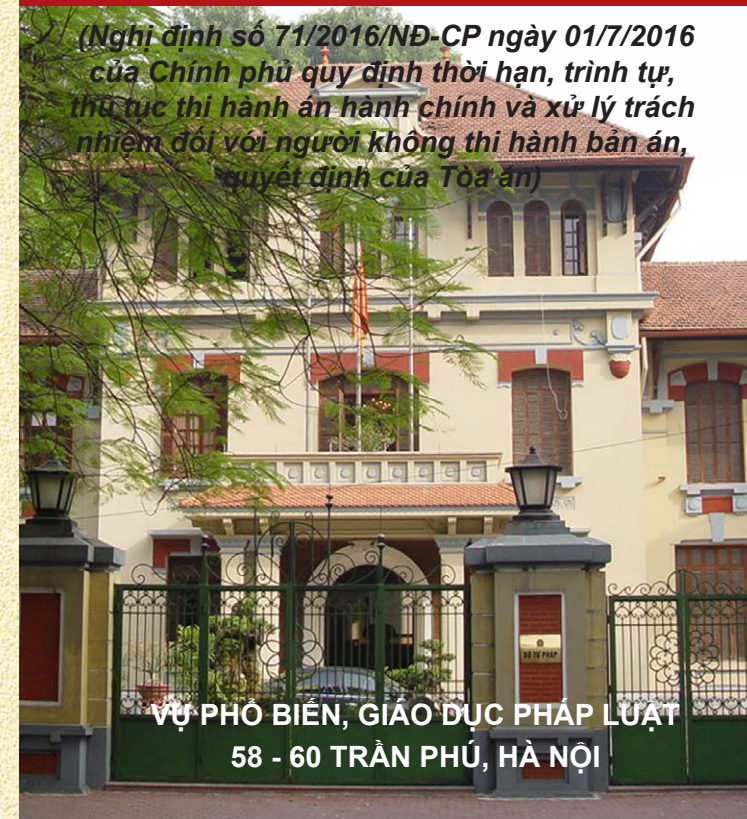 (Nghị định số 71/2016/NĐ-CP ngày 01/7/2016
của Chính phủ quy định thời hạn, trình tự,
thủ tục thi hành án hành chính và xử lý trách
nhiệm đối với người không thi hành bản án,
quyết định của Tòa án)
BỘ TƯ PHÁP
VỤ PHỔ BIẾN, GIÁO DỤC PHÁP LUẬT
58 - 60 TRẦN PHÚ, HÀ NỘI